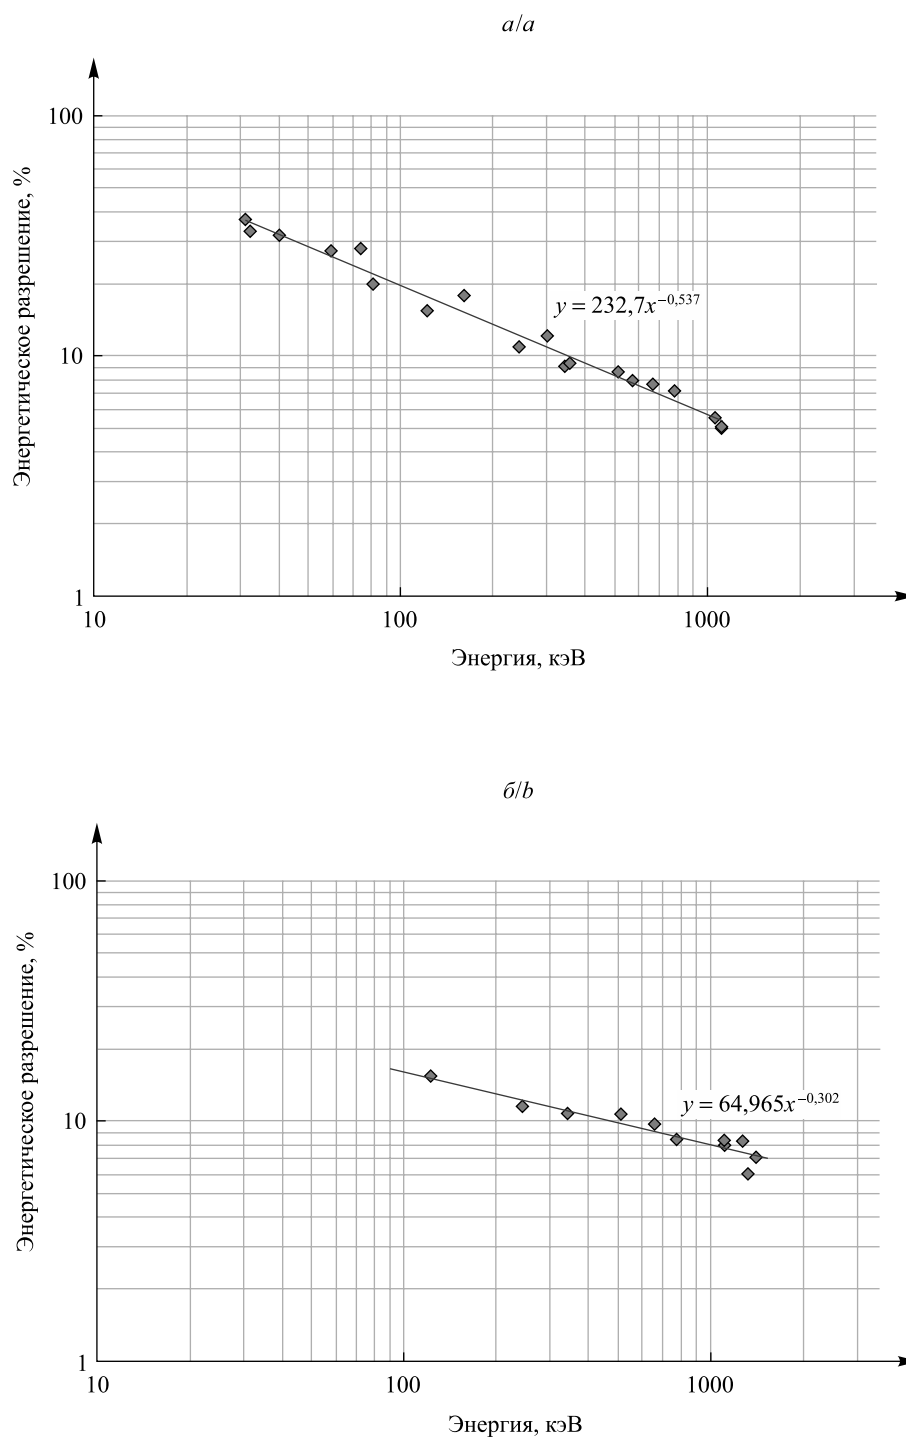 а/a
100
10
1
Энергетическое разрешение, %
y = 232,7x^{−0,537}
10
100
1000
Энергия, кэВ
б/b
100
10
1
Энергетическое разрешение, %
y = 64,965x^{−0,302}
10
100
1000
Энергия, кэВ